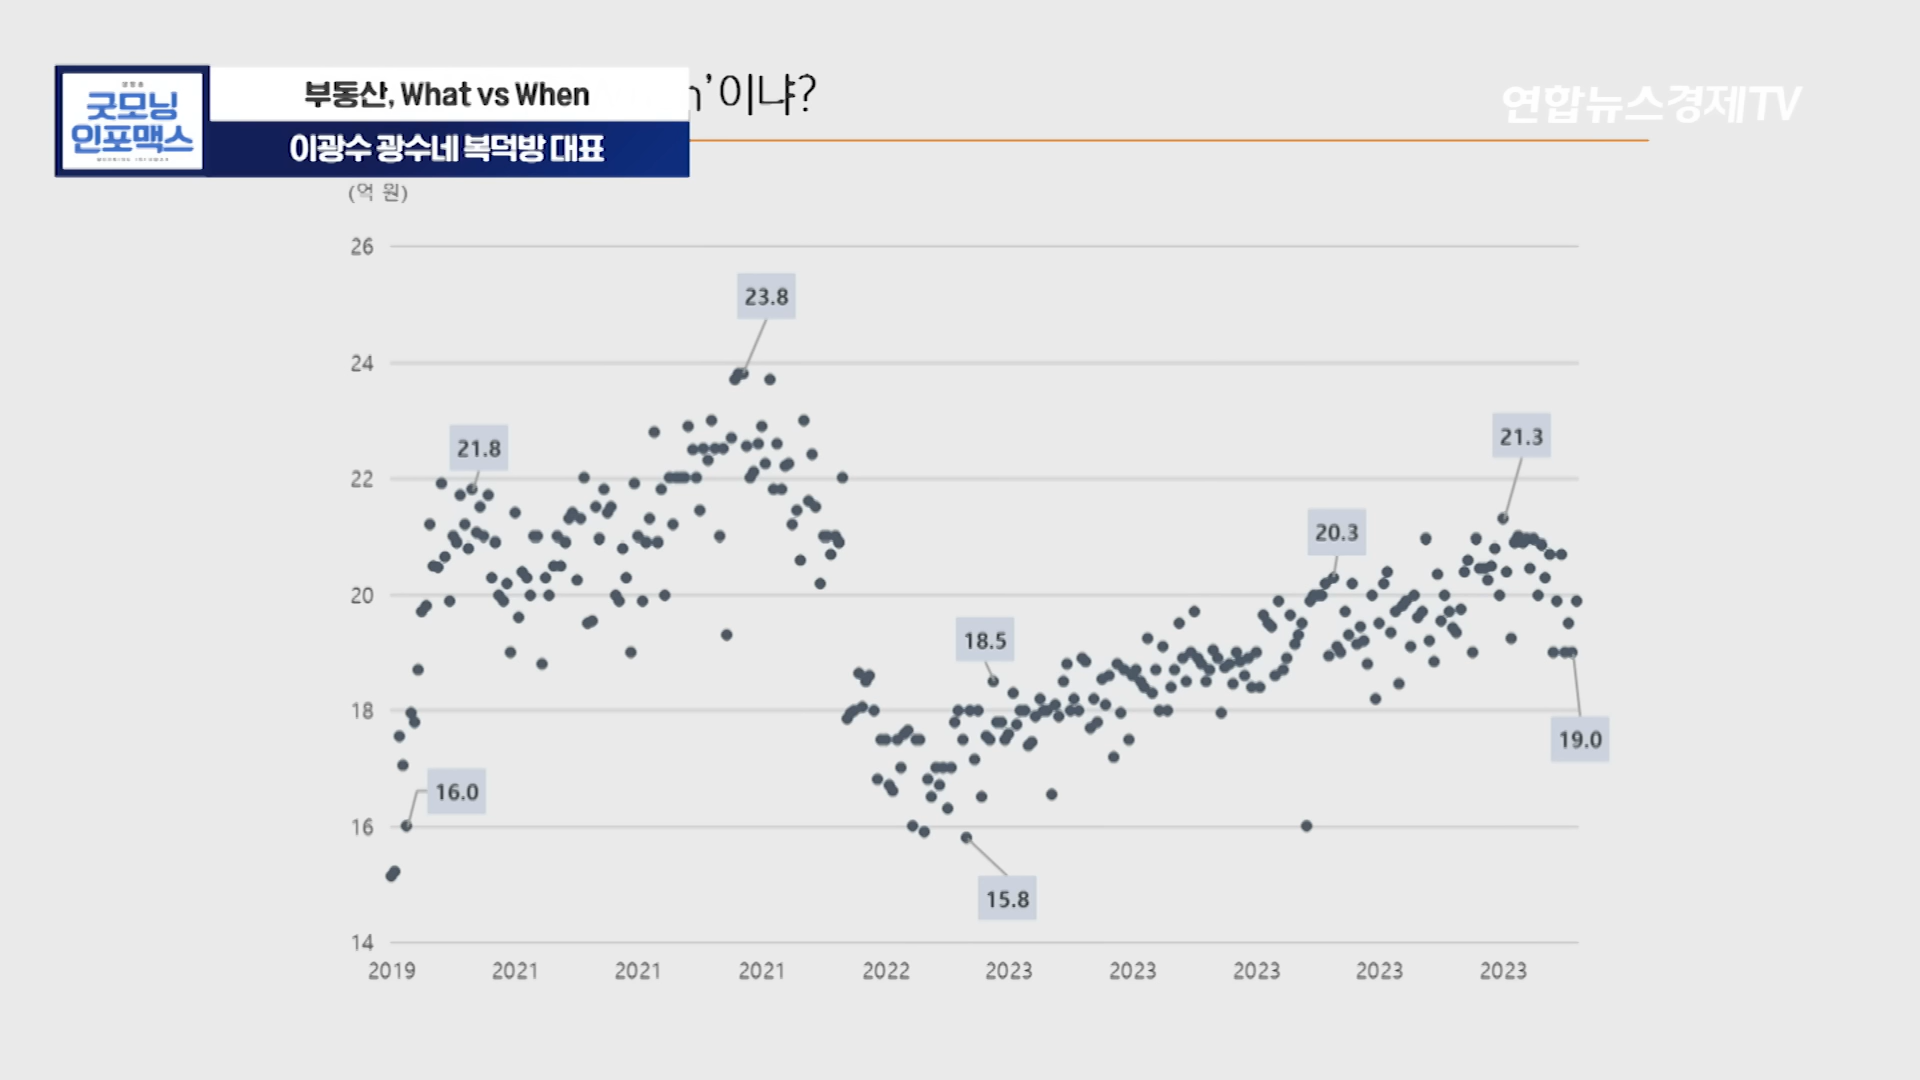 굿모닝
인포맥스
부동산, What vs When
이광수 광수네 복덕방 대표
’이냐?
연합뉴스경제TV
(억 원)
26
24
22
20
18
16
14
23.8
21.8
21.3
20.3
18.5
19.0
16.0
15.8
2019 2021 2021 2021 2022 2023 2023 2023 2023 2023